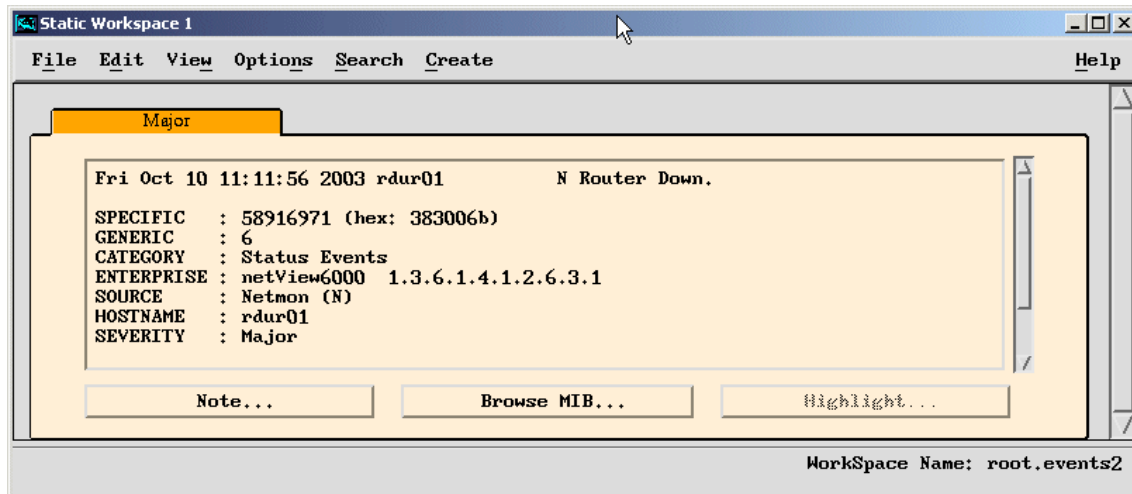 Static Workspace 1
File Edit View Options Search Create Help
Major
Fri Oct 10 11:11:56 2003 rdur01 N Router Down.
SPECIFIC : 58916971 (hex: 383006b)
GENERIC : 6
CATEGORY : Status Events
ENTERPRISE : netView6000 1.3.6.1.4.1.2.6.3.1
SOURCE : Netmon (N)
HOSTNAME : rdur01
SEVERITY : Major
Note... Browse MIB... Highlight...
WorkSpace Name: root.events2